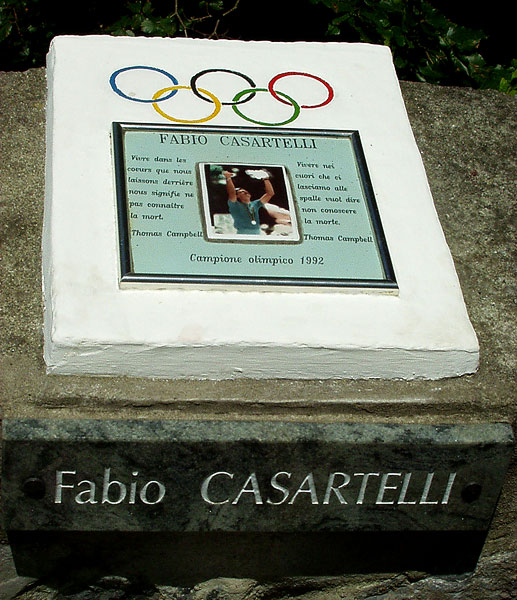 FABIO CASARTELLI
Vivre dans les
cœurs que nous
laissons derrière
nous signifie ne
pas connaître
la mort.
Thomas Campbell
Vivere nei
cuori che ci
lasciamo alle
spalle vuol dire
non conoscere
la morte.
Thomas Campbell
Campione olimpico 1992
Fabio CASARTELLI